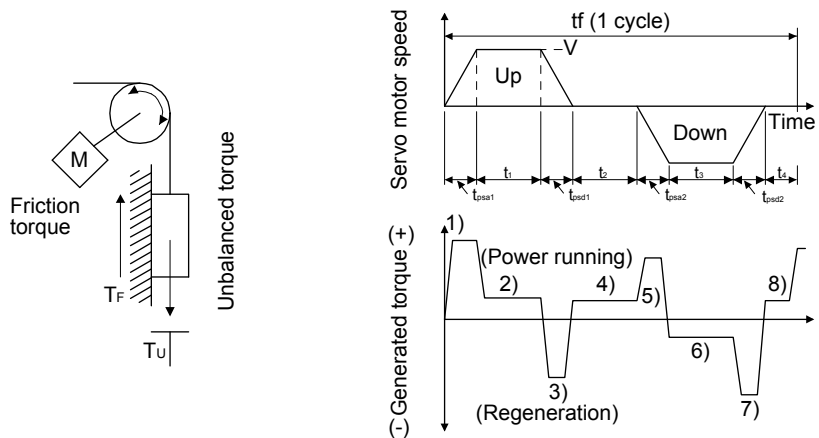 M
Friction
torque
TF
TU
Unbalanced torque
Servo motor speed
tf (1 cycle)
V
Up
Time
Down
tpsa1
t1
tpsd1
t2
tpsa2
t3
tpsd2
t4
(+)
Generated torque
(-)
1)
(Power running)
2)
4)
8)
5)
6)
3)
7)
(Regeneration)